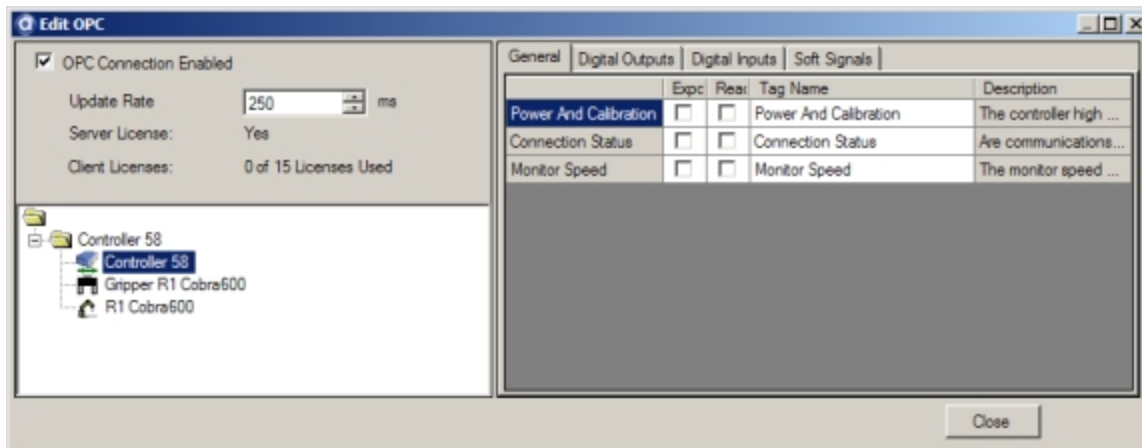 Edit OPC
OPC Connection Enabled
Update Rate 250 ms
Server License: Yes
Client Licenses: 0 of 15 Licenses Used
Controller 58
Controller 58
Gripper R1 Cobra600
R1 Cobra600
General Digital Outputs Digital Inputs Soft Signals
Expo Read Tag Name Description
Power And Calibration Power And Calibration The controller high ...
Connection Status Connection Status Are communications...
Monitor Speed Monitor Speed The monitor speed ...
Close